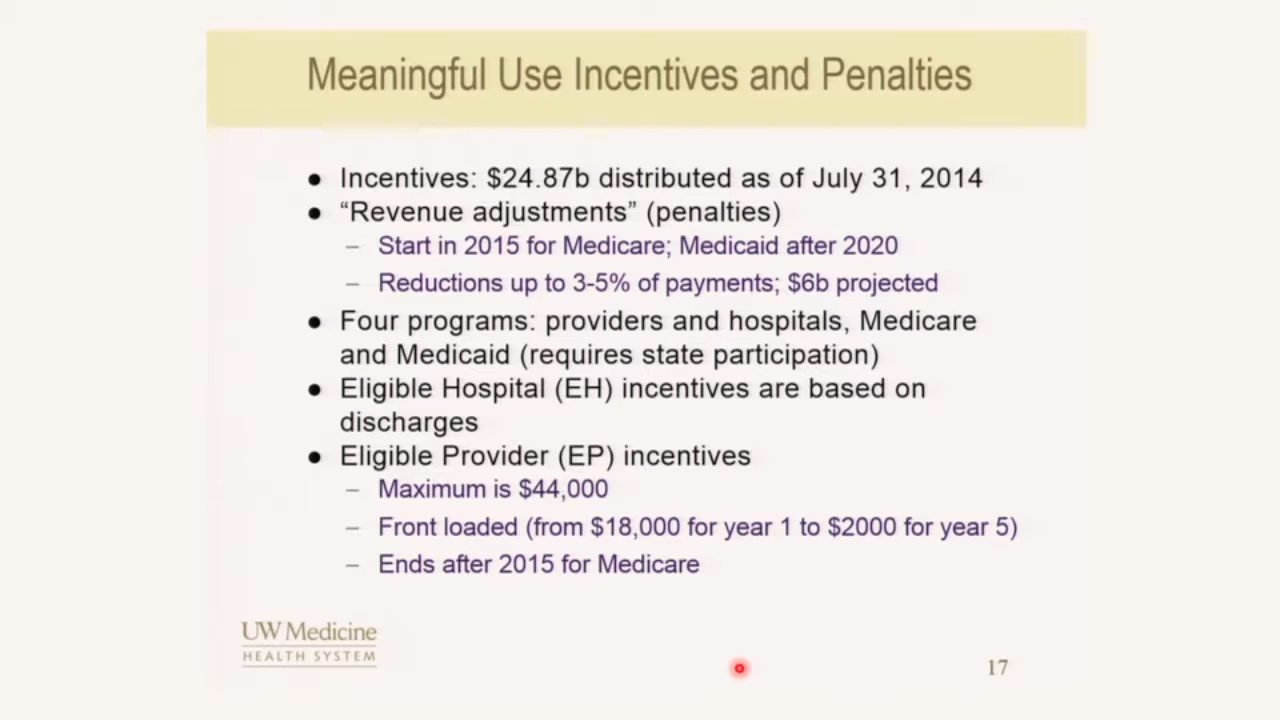 Meaningful Use Incentives and Penalties
● Incentives: $24.87b distributed as of July 31, 2014
● “Revenue adjustments” (penalties)
– Start in 2015 for Medicare; Medicaid after 2020
– Reductions up to 3-5% of payments; $6b projected
● Four programs: providers and hospitals, Medicare
and Medicaid (requires state participation)
● Eligible Hospital (EH) incentives are based on
discharges
● Eligible Provider (EP) incentives
– Maximum is $44,000
– Front loaded (from $18,000 for year 1 to $2000 for year 5)
– Ends after 2015 for Medicare
UW Medicine
HEALTH SYSTEM
17